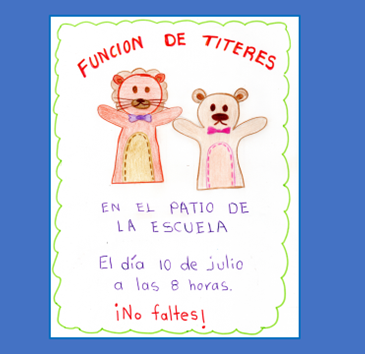 FUNCION DE TITERES
EN EL PATIO DE
LA ESCUELA
El día 10 de julio
a las 8 horas.
¡No faltes!